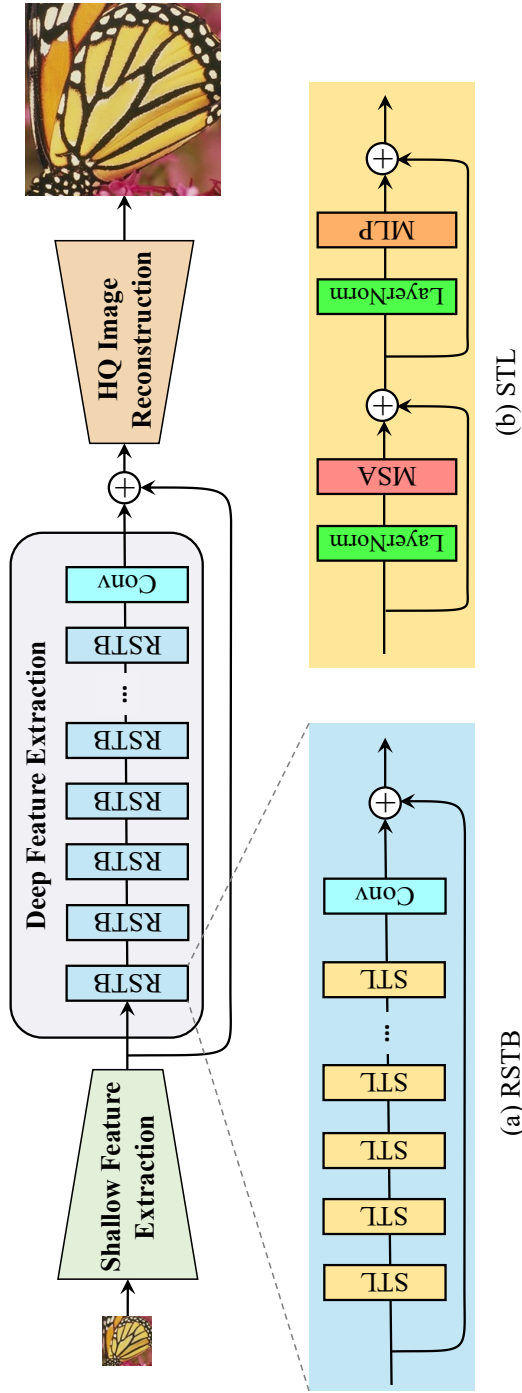 Shallow Feature
Extraction
Deep Feature Extraction
RSTB
RSTB
RSTB
RSTB
RSTB
...
RSTB
Conv
+
HQ Image
Reconstruction
STL
STL
STL
STL
...
STL
Conv
+
(a) RSTB
LayerNorm
MSA
+
LayerNorm
MLP
+
(b) STL